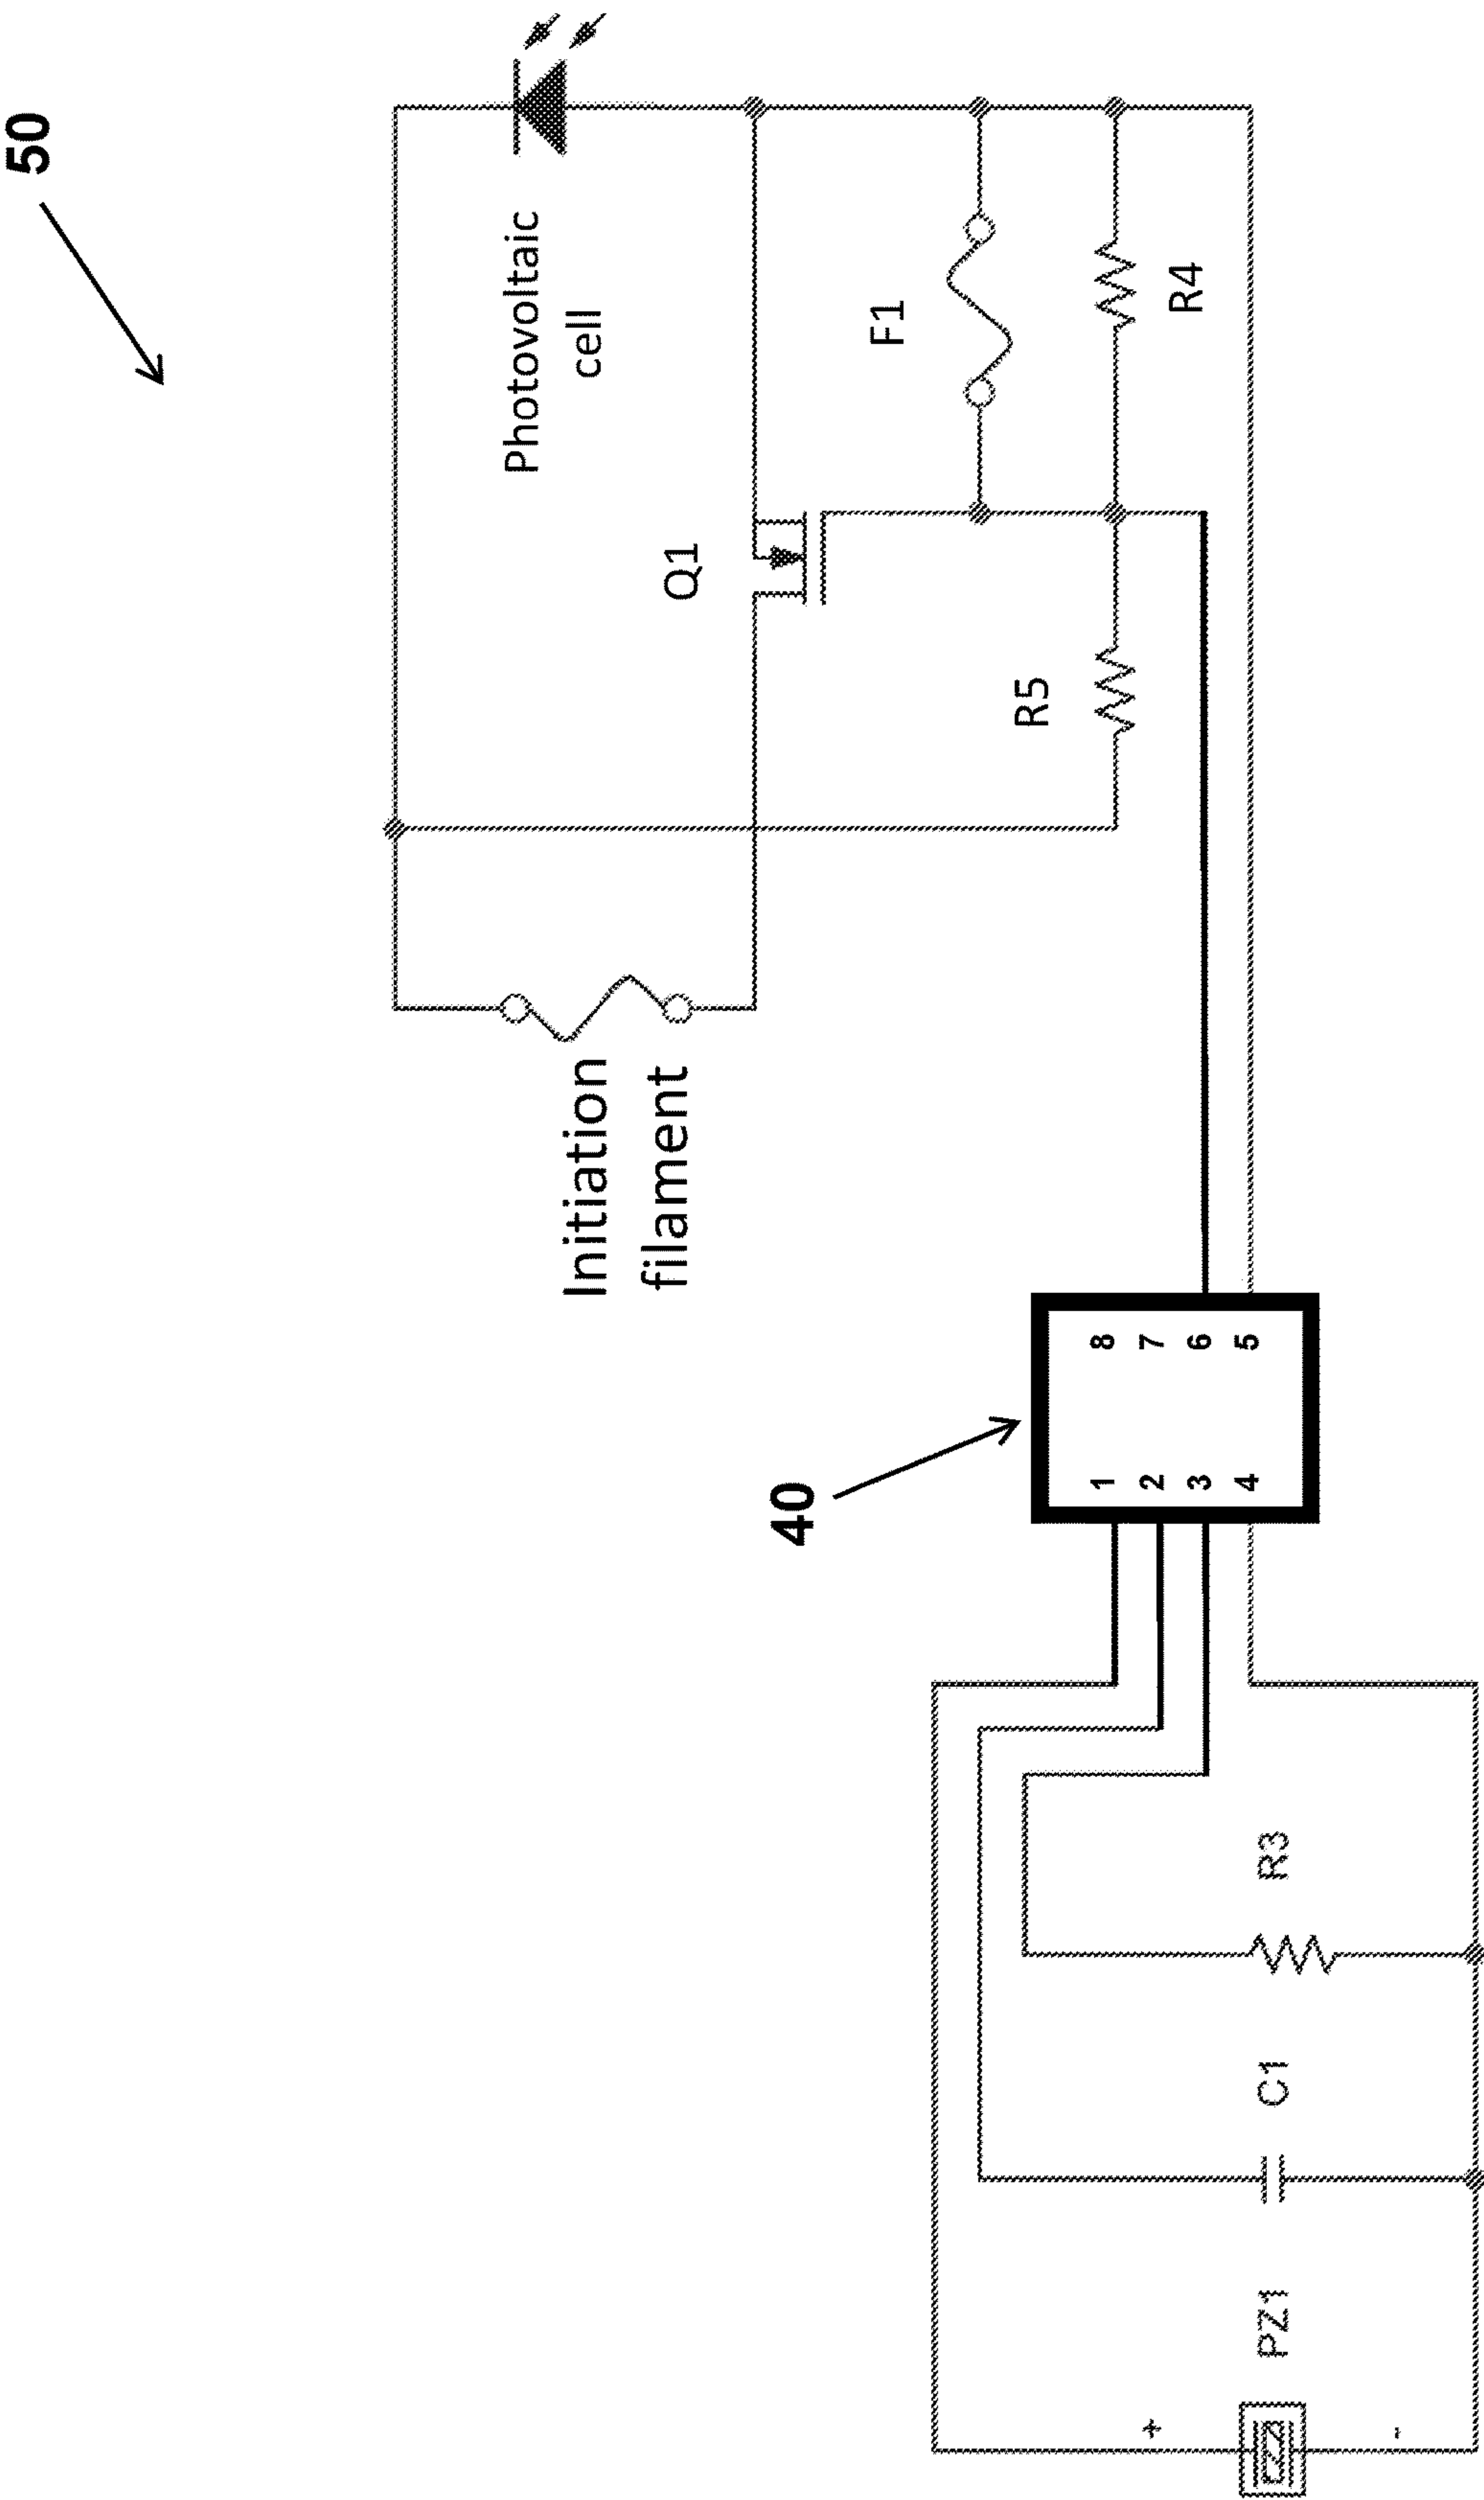 50
Photovoltaic
cell
F1
R4
Q1
R5
Initiation
filament
40
8
7
6
5
1
2
3
4
R3
C1
PZ1
+
-